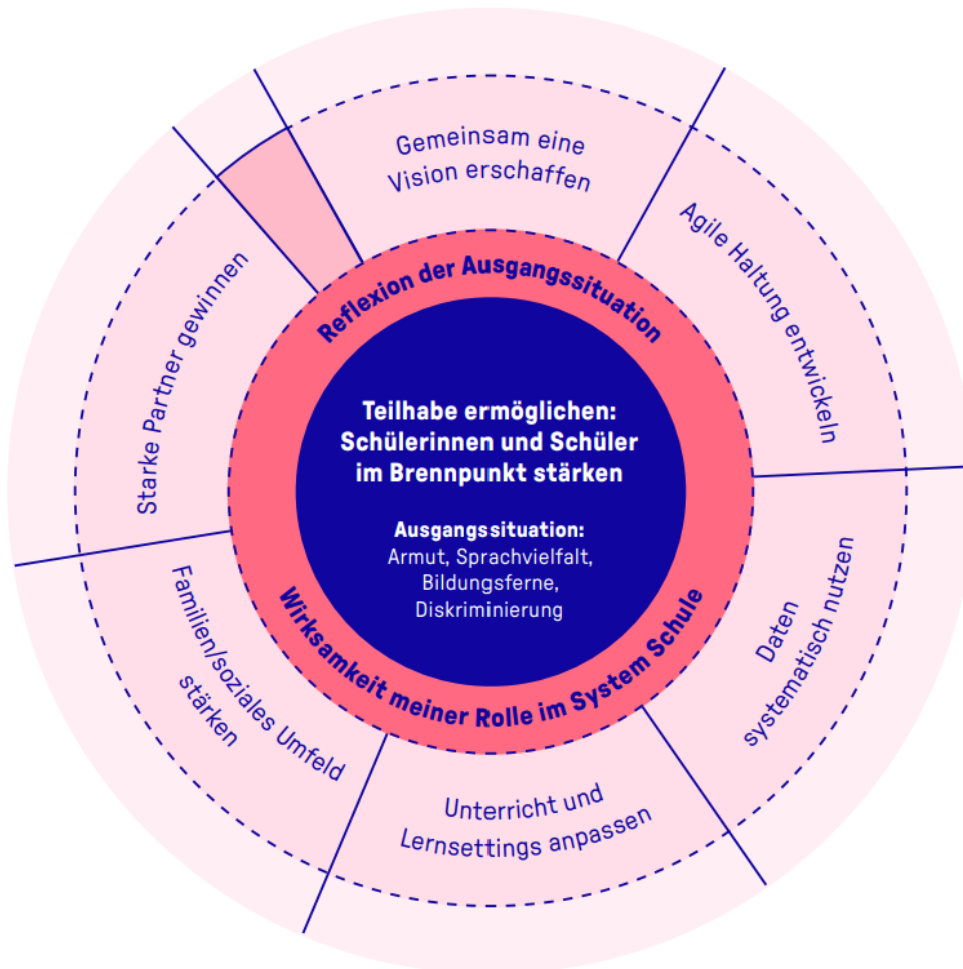 Gemeinsam eine
Vision erschaffen
Agile Haltung entwickeln
Daten
systematisch nutzen
Unterricht und
Lernsettings anpassen
Familien/soziales Umfeld
stärken
Starke Partner gewinnen
Reflexion der Ausgangssituation
Wirksamkeit meiner Rolle im System Schule
Teilhabe ermöglichen:
Schülerinnen und Schüler
im Brennpunkt stärken
Ausgangssituation:
Armut, Sprachvielfalt,
Bildungsferne,
Diskriminierung